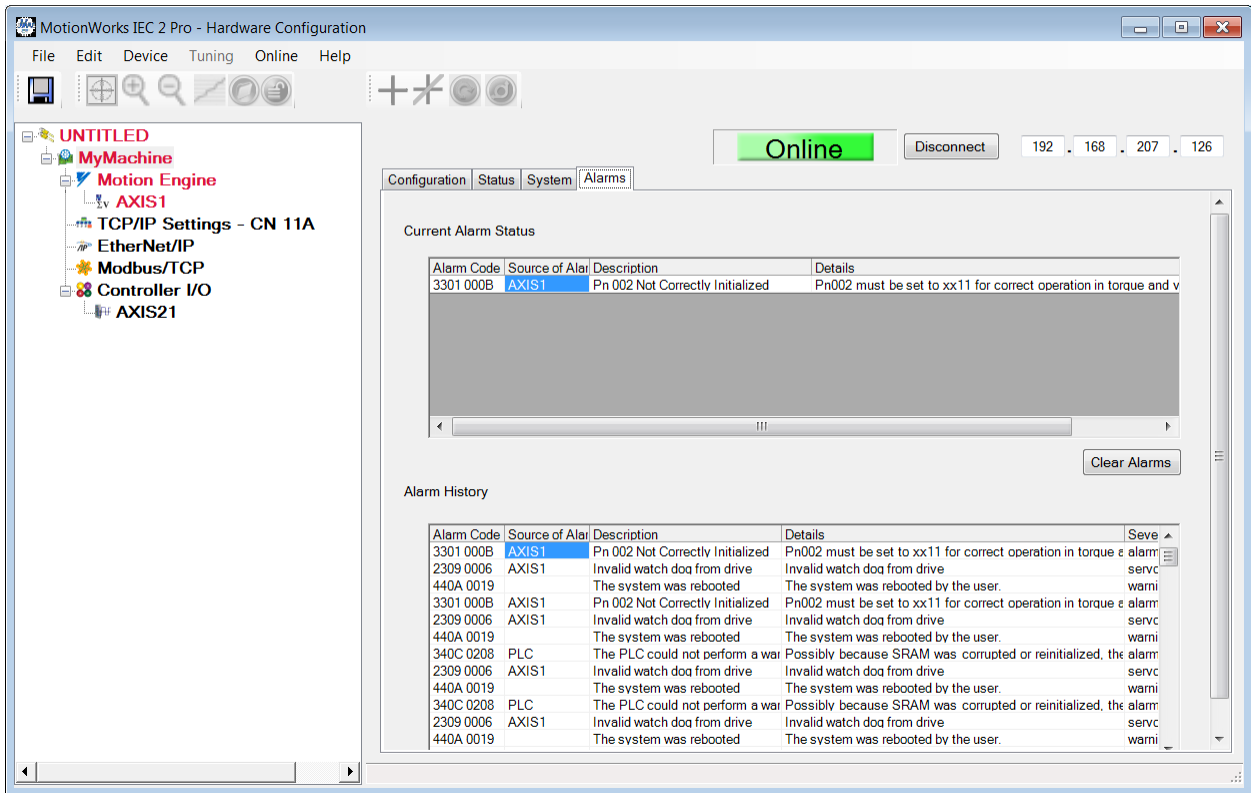 MotionWorks IEC 2 Pro - Hardware Configuration
File Edit Device Tuning Online Help
UNTITLED
MyMachine
Motion Engine
AXIS1
TCP/IP Settings - CN 11A
EtherNet/IP
Modbus/TCP
Controller I/O
AXIS21
Online Disconnect 192 . 168 . 207 . 126
Configuration Status System Alarms
Current Alarm Status
Alarm Code Source of Alar Description Details
3301 000B AXIS1 Pn 002 Not Correctly Initialized Pn002 must be set to xx11 for correct operation in torque and v
Clear Alarms
Alarm History
Alarm Code Source of Alar Description Details Seve
3301 000B AXIS1 Pn 002 Not Correctly Initialized Pn002 must be set to xx11 for correct operation in torque a alarm
2309 0006 AXIS1 Invalid watch dog from drive Invalid watch dog from drive servo
440A 0019 The system was rebooted The system was rebooted by the user. warni
3301 000B AXIS1 Pn 002 Not Correctly Initialized Pn002 must be set to xx11 for correct operation in torque a alarm
2309 0006 AXIS1 Invalid watch dog from drive Invalid watch dog from drive servo
440A 0019 The system was rebooted The system was rebooted by the user. warni
340C 0208 PLC The PLC could not perform a war Possibly because SRAM was corrupted or reinitialized, the alarm
2309 0006 AXIS1 Invalid watch dog from drive Invalid watch dog from drive servo
440A 0019 The system was rebooted The system was rebooted by the user. warni
340C 0208 PLC The PLC could not perform a war Possibly because SRAM was corrupted or reinitialized, the alarm
2309 0006 AXIS1 Invalid watch dog from drive Invalid watch dog from drive servo
440A 0019 The system was rebooted The system was rebooted by the user. warni